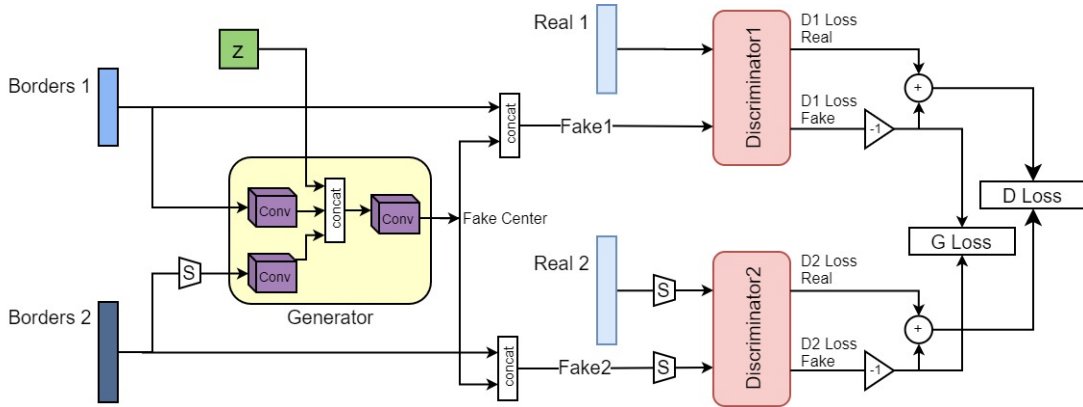 Real 1
D1 Loss
Real
z
Borders 1
Discriminator1
+
concat
Fake1
D1 Loss
Fake
-1
concat
Conv
Conv
Fake Center
D Loss
G Loss
Real 2
D2 Loss
Real
S
Conv
S
Generator
Borders 2
Discriminator2
+
concat
Fake2
S
D2 Loss
Fake
-1